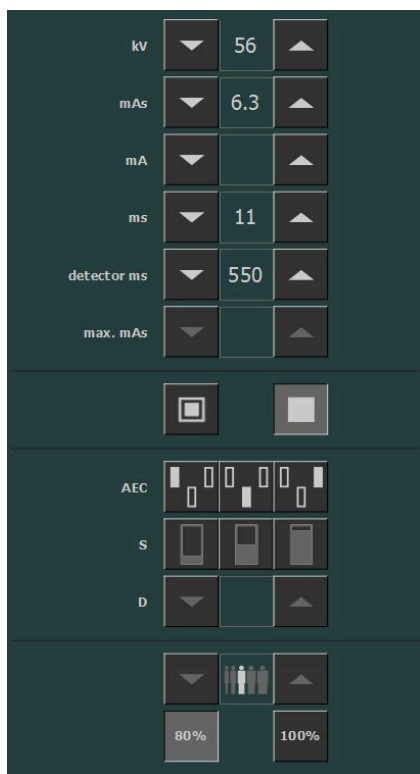 kV 56
mAs 6.3
mA
ms 11
detector ms 550
max. mAs
AEC
S
D
80% 100%